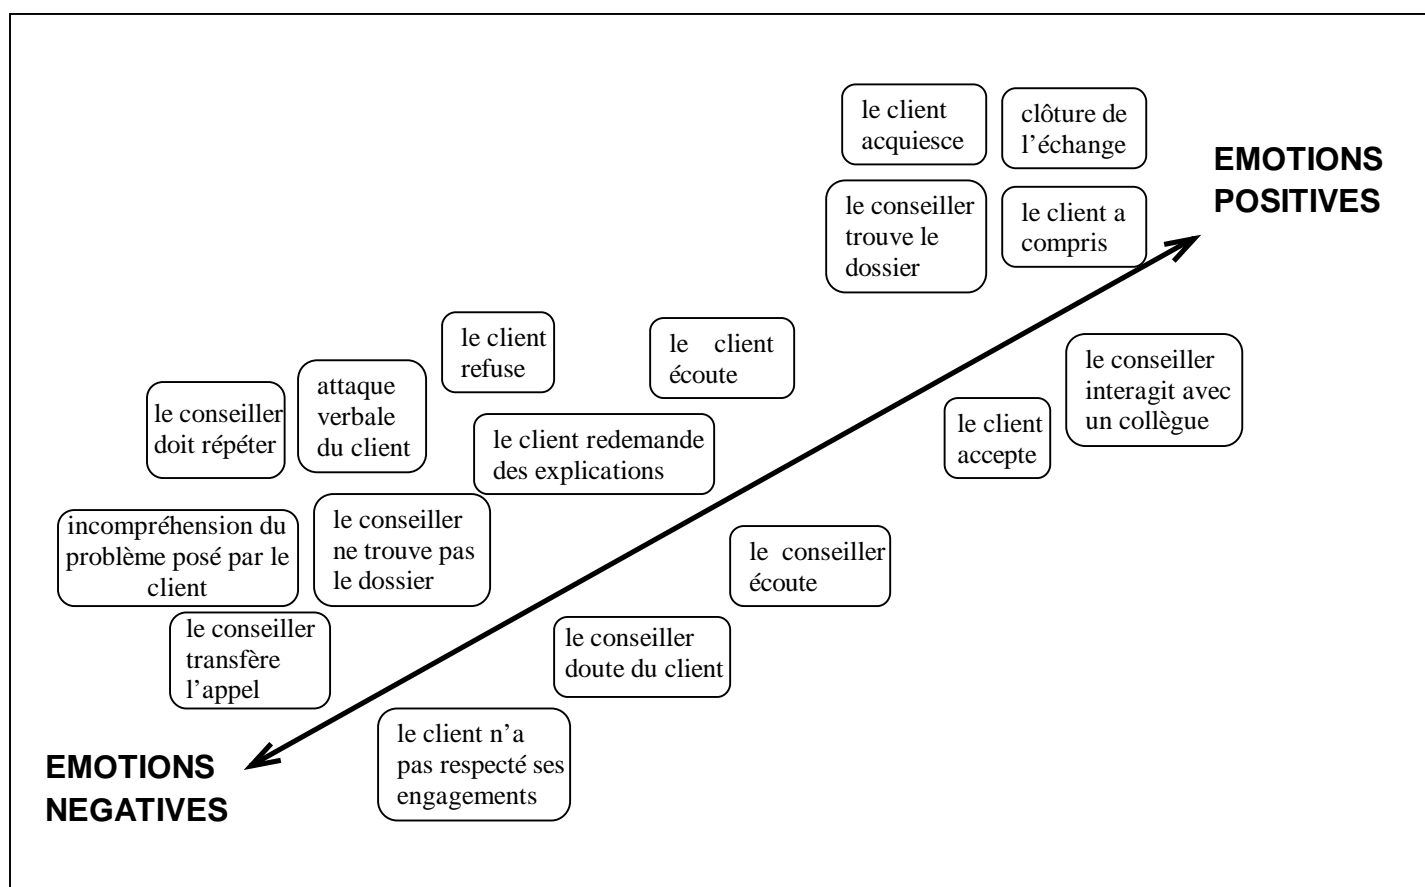 le client
acquiesce
clôture de
l’échange
EMOTIONS
POSITIVES
le conseiller
trouve le
dossier
le client a
compris
le client
refuse
le client
écoute
le conseiller
interagit avec
un collègue
attaque
verbale
du client
le conseiller
doit répéter
le client redemande
des explications
le client
accepte
incompréhension du
problème posé par le
client
le conseiller
ne trouve pas
le dossier
le conseiller
écoute
le conseiller
transfère
l’appel
le conseiller
doute du client
le client n’a
pas respecté ses
engagements
EMOTIONS
NEGATIVES